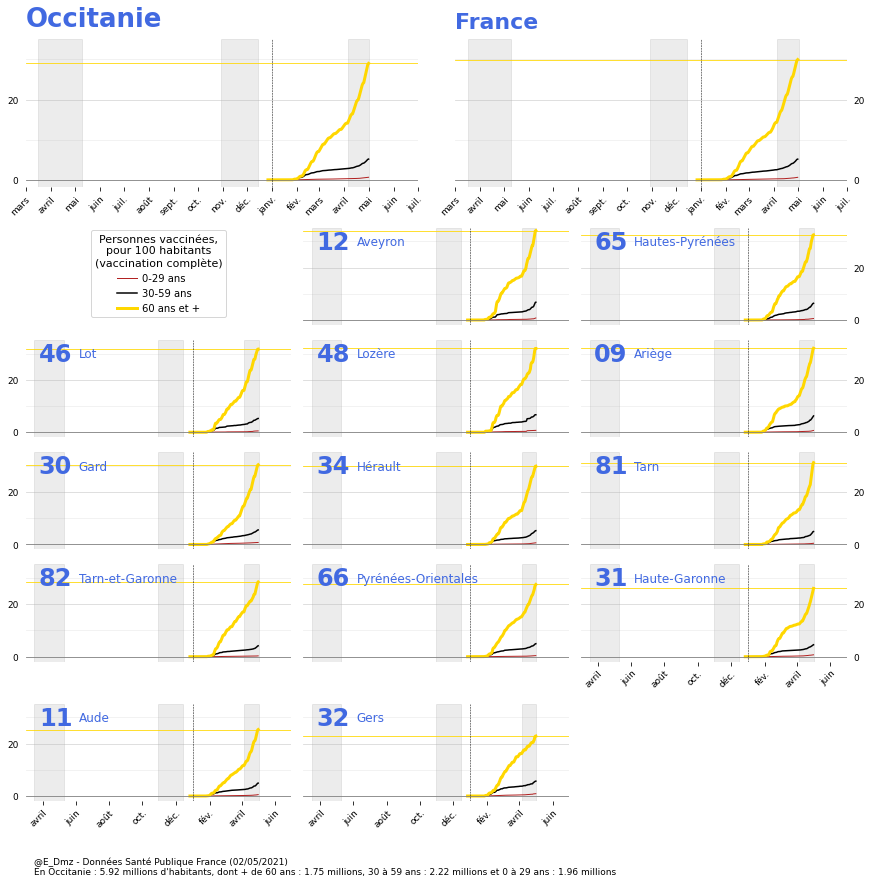 Occitanie
France
20
0
20
0
mars avril mai juin juil. août sept. oct. nov. déc. janv. fév. mars avril mai juin juil.
mars avril mai juin juil. août sept. oct. nov. déc. janv. fév. mars avril mai juin juil.
Personnes vaccinées,
pour 100 habitants
(vaccination complète)
0-29 ans
30-59 ans
60 ans et +
12 Aveyron
65 Hautes-Pyrénées
20
0
46 Lot
48 Lozère
09 Ariège
20
0
20
0
30 Gard
34 Hérault
81 Tarn
20
0
20
0
82 Tarn-et-Garonne
66 Pyrénées-Orientales
31 Haute-Garonne
20
0
20
0
avril juin août oct. déc. fév. avril juin
11 Aude
32 Gers
20
0
avril juin août oct. déc. fév. avril juin
avril juin août oct. déc. fév. avril juin
@E_Dmz - Données Santé Publique France (02/05/2021)
En Occitanie : 5.92 millions d'habitants, dont + de 60 ans : 1.75 millions, 30 à 59 ans : 2.22 millions et 0 à 29 ans : 1.96 millions